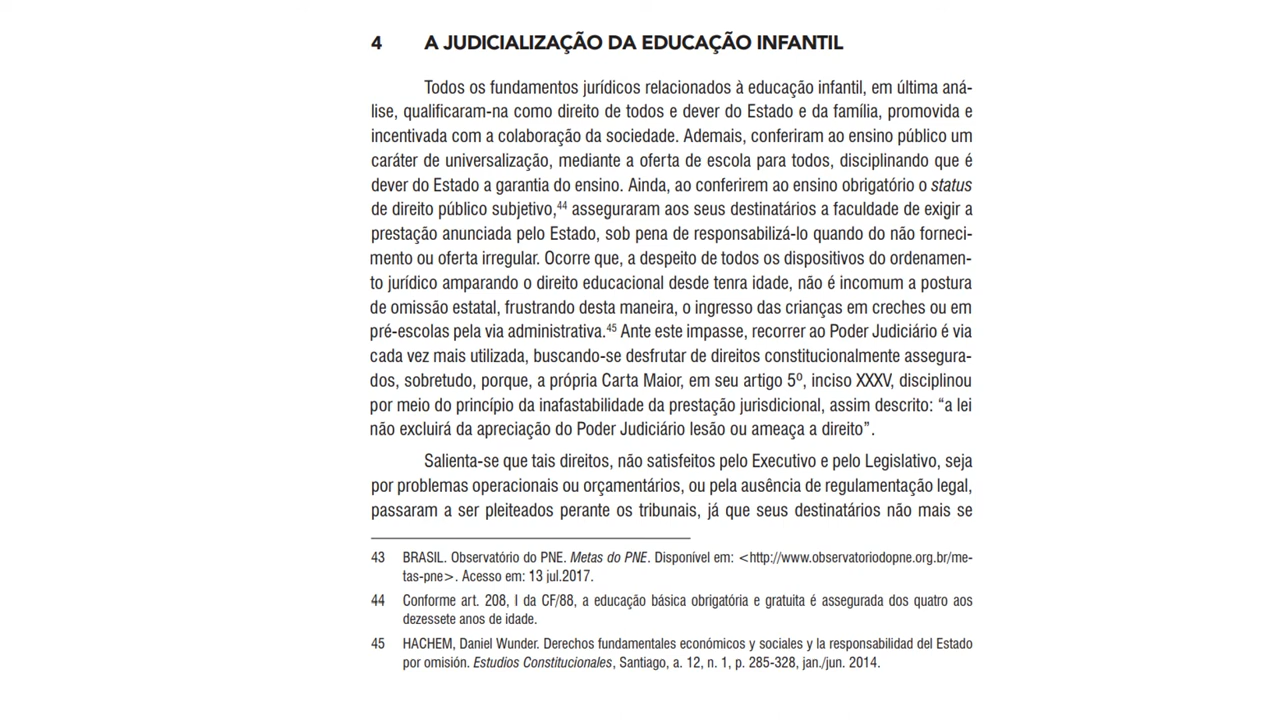 4 A JUDICIALIZAÇÃO DA EDUCAÇÃO INFANTIL
Todos os fundamentos jurídicos relacionados à educação infantil, em última aná-
lise, qualificaram-na como direito de todos e dever do Estado e da família, promovida e
incentivada com a colaboração da sociedade. Ademais, conferiram ao ensino público um
caráter de universalização, mediante a oferta de escola para todos, disciplinando que é
dever do Estado a garantia do ensino. Ainda, ao conferirem ao ensino obrigatório o status
de direito público subjetivo,44 asseguraram aos seus destinatários a faculdade de exigir a
prestação anunciada pelo Estado, sob pena de responsabilizá-lo quando do não forneci-
mento ou oferta irregular. Ocorre que, a despeito de todos os dispositivos do ordenamen-
to jurídico amparando o direito educacional desde tenra idade, não é incomum a postura
de omissão estatal, frustrando desta maneira, o ingresso das crianças em creches ou em
pré-escolas pela via administrativa.45 Ante este impasse, recorrer ao Poder Judiciário é via
cada vez mais utilizada, buscando-se desfrutar de direitos constitucionalmente assegura-
dos, sobretudo, porque, a própria Carta Maior, em seu artigo 5º, inciso XXXV, disciplinou
por meio do princípio da inafastabilidade da prestação jurisdicional, assim descrito: “a lei
não excluirá da apreciação do Poder Judiciário lesão ou ameaça a direito”.
Salienta-se que tais direitos, não satisfeitos pelo Executivo e pelo Legislativo, seja
por problemas operacionais ou orçamentários, ou pela ausência de regulamentação legal,
passaram a ser pleiteados perante os tribunais, já que seus destinatários não mais se
43 BRASIL. Observatório do PNE. Metas do PNE. Disponível em: <http://www.observatoriodopne.org.br/me-
tas-pne>. Acesso em: 13 jul.2017.
44 Conforme art. 208, I da CF/88, a educação básica obrigatória e gratuita é assegurada dos quatro aos
dezessete anos de idade.
45 HACHEM, Daniel Wunder. Derechos fundamentales económicos y sociales y la responsabilidad del Estado
por omisión. Estudios Constitucionales, Santiago, a. 12, n. 1, p. 285-328, jan./jun. 2014.